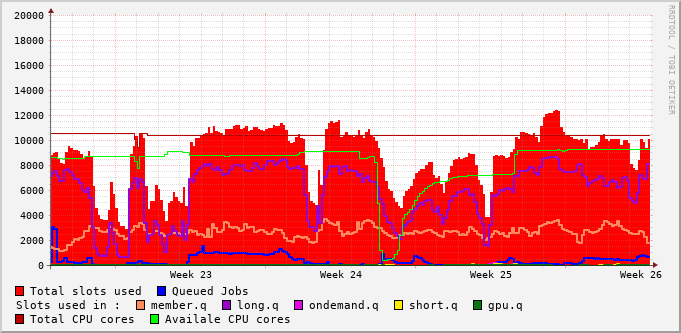 20000
18000
16000
14000
12000
10000
8000
6000
4000
2000
0
RRDTOOL / TOBI OETIKER
Week 23 Week 24 Week 25 Week 26
Total slots used Queued Jobs
Slots used in : member.q long.q ondemand.q short.q gpu.q
Total CPU cores Availale CPU cores